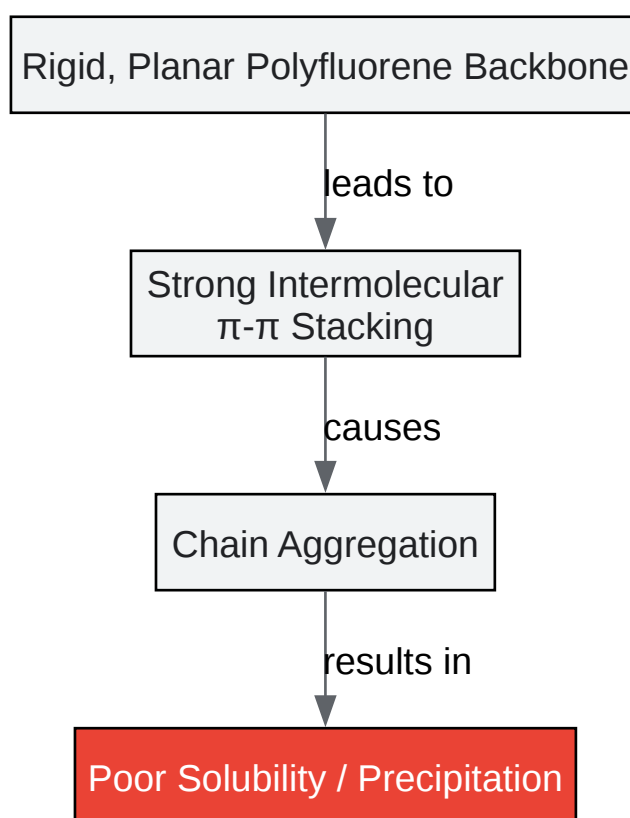 Rigid, Planar Polyfluorene Backbone
leads to
Strong Intermolecular
π-π Stacking
causes
Chain Aggregation
results in
Poor Solubility / Precipitation